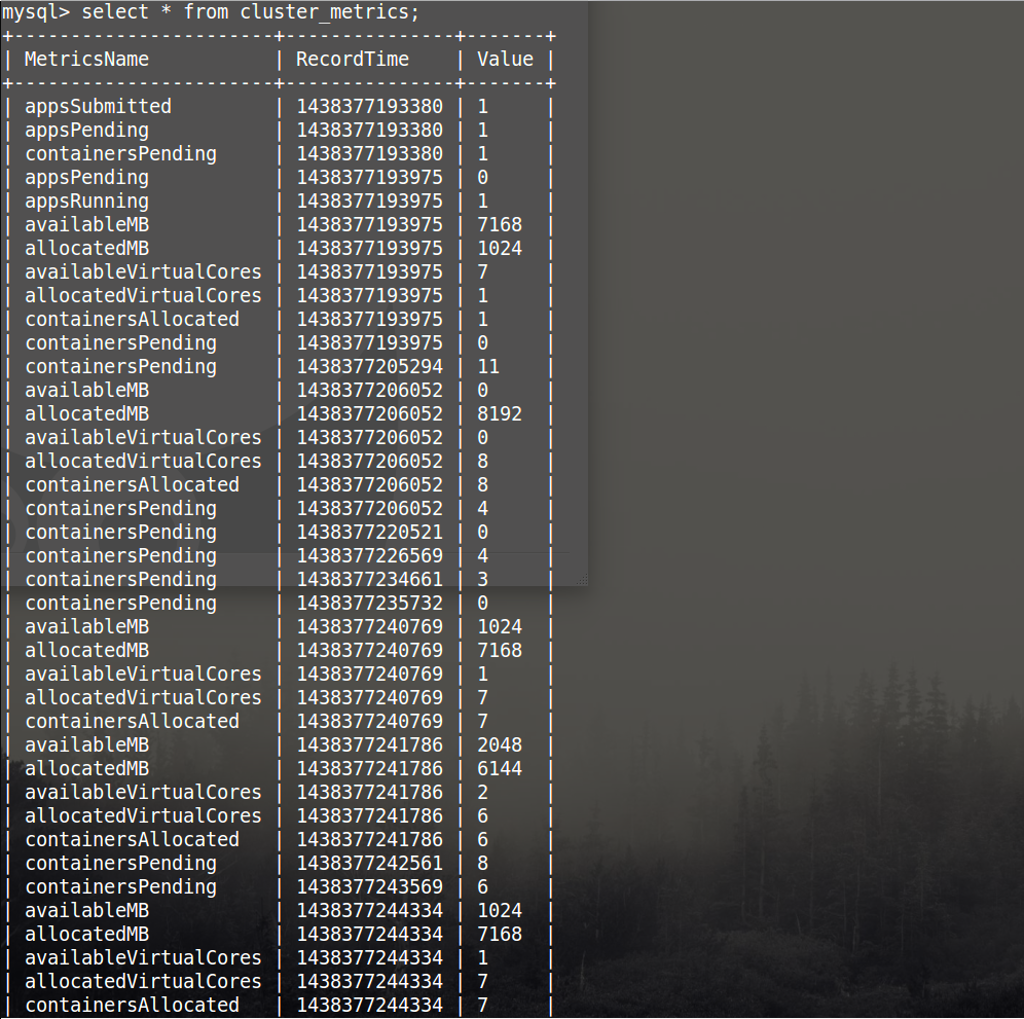 mysql> select * from cluster_metrics;
+-----------------------+---------------+-------+
| MetricsName           | RecordTime    | Value |
+-----------------------+---------------+-------+
| appsSubmitted         | 1438377193380 | 1     |
| appsPending           | 1438377193380 | 1     |
| containersPending     | 1438377193380 | 1     |
| appsPending           | 1438377193975 | 0     |
| appsRunning           | 1438377193975 | 1     |
| availableMB           | 1438377193975 | 7168  |
| allocatedMB           | 1438377193975 | 1024  |
| availableVirtualCores | 1438377193975 | 7     |
| allocatedVirtualCores | 1438377193975 | 1     |
| containersAllocated   | 1438377193975 | 1     |
| containersPending     | 1438377193975 | 0     |
| containersPending     | 1438377205294 | 11    |
| availableMB           | 1438377206052 | 0     |
| allocatedMB           | 1438377206052 | 8192  |
| availableVirtualCores | 1438377206052 | 0     |
| allocatedVirtualCores | 1438377206052 | 8     |
| containersAllocated   | 1438377206052 | 8     |
| containersPending     | 1438377206052 | 4     |
| containersPending     | 1438377220521 | 0     |
| containersPending     | 1438377226569 | 4     |
| containersPending     | 1438377234661 | 3     |
| containersPending     | 1438377235732 | 0     |
| availableMB           | 1438377240769 | 1024  |
| allocatedMB           | 1438377240769 | 7168  |
| availableVirtualCores | 1438377240769 | 1     |
| allocatedVirtualCores | 1438377240769 | 7     |
| containersAllocated   | 1438377240769 | 7     |
| availableMB           | 1438377241786 | 2048  |
| allocatedMB           | 1438377241786 | 6144  |
| availableVirtualCores | 1438377241786 | 2     |
| allocatedVirtualCores | 1438377241786 | 6     |
| containersAllocated   | 1438377241786 | 6     |
| containersPending     | 1438377242561 | 8     |
| containersPending     | 1438377243569 | 6     |
| availableMB           | 1438377244334 | 1024  |
| allocatedMB           | 1438377244334 | 7168  |
| availableVirtualCores | 1438377244334 | 1     |
| allocatedVirtualCores | 1438377244334 | 7     |
| containersAllocated   | 1438377244334 | 7     |